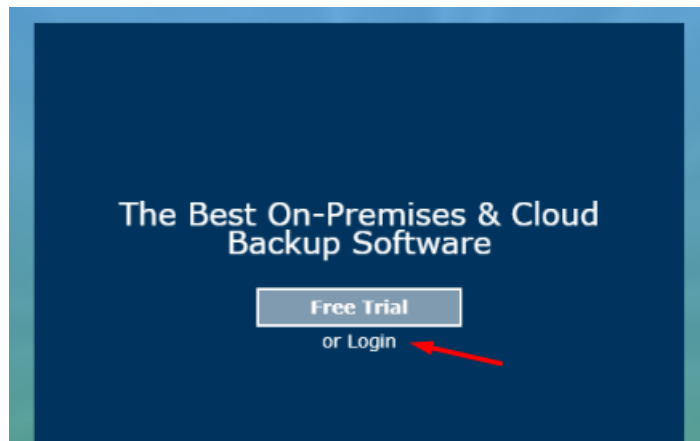 The Best On-Premises & Cloud
Backup Software
Free Trial
or Login